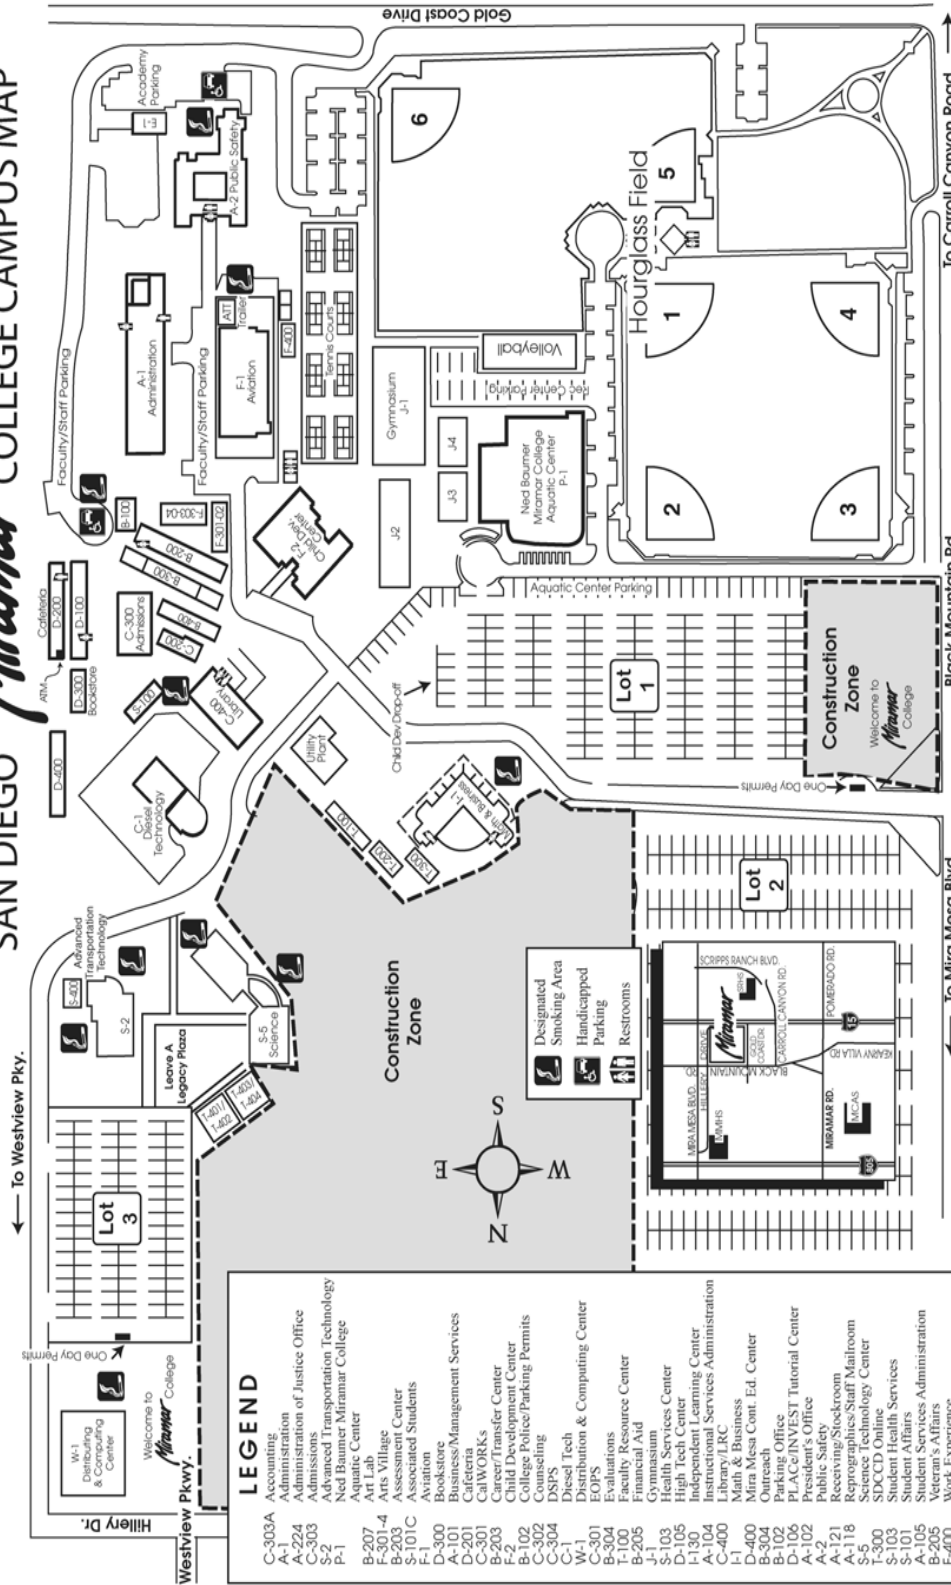 SAN DIEGO Miramar COLLEGE CAMPUS MAP
To Westview Pky.
Hillery Dr.
Westview Pkwy.
W-1
Distributing
& Computing
Center
Welcome to
Miramar College
One Day Permits
Lot
3
S-400
Advanced
Transportation
Technology
S-2
Leave A
Legacy Plaza
T-401/
T-402
T-403/
T-404
S-5
Science
D-400
C-1
Diesel
Technology
ATM
Cafeteria
D-200
D-100
D-300
Bookstore
S-100
C-400
Library
C-300
Admissions
C-200
B-400
B-300
B-200
B-100
F-303-04
F-301-02
Faculty/Staff Parking
A-1
Administration
Faculty/Staff Parking
F-1
Aviation
ATT
Trailer
F-400
Academy
Parking
E-1
A-2 Public Safety
Gold Coast Drive
Tennis Courts
F-2
Child Dev.
Center
Utility
Plant
T-100
T-200
T-300
I-1
Math & Business
Child Dev Dropoff
J-2
Gymnasium
J-1
J-3
J-4
Volleyball
Rec Center Parking
Ned Baumer
Miramar College
Aquatic Center
P-1
Aquatic Center Parking
Hourglass Field
1
2
3
4
5
6
Lot
1
Construction
Zone
Welcome to
Miramar
College
One Day Permits
Lot
2
Construction
Zone
To Carroll Canyon Road
Black Mountain Rd.
To Mira Mesa Blvd.
N
E
S
W
Designated
Smoking Area
Handicapped
Parking
Restrooms
SCRIPPS RANCH BLVD.
SRHS
POMERADO RD.
Miramar
CARROLL CANYON RD.
GOLD
COAST DR.
HILLERY DRIVE
BLACK MOUNTAIN RD
MIRA MESA BLVD.
MMHS
MIRAMAR RD.
MCAS
KEARNY VILLA RD
15
805
LEGEND
C-303A Accounting
A-1 Administration
A-224 Administration of Justice Office
C-303 Admissions
S-2 Advanced Transportation Technology
P-1 Ned Baumer Miramar College
Aquatic Center
B-207 Art Lab
F-301-4 Arts Village
B-203 Assessment Center
S-101C Associated Students
F-1 Aviation
D-300 Bookstore
A-101 Business/Management Services
D-201 Cafeteria
C-301 CalWORKs
B-203 Career/Transfer Center
F-2 Child Development Center
B-102 College Police/Parking Permits
C-302 Counseling
C-304 DSPS
C-1 Diesel Tech
W-1 Distribution & Computing Center
C-301 EOPS
B-304 Evaluations
T-100 Faculty Resource Center
B-205 Financial Aid
J-1 Gymnasium
S-103 Health Services Center
D-105 High Tech Center
I-130 Independent Learning Center
A-104 Instructional Services Administration
C-400 Library/LRC
I-1 Math & Business
D-400 Mira Mesa Cont. Ed. Center
B-304 Outreach
B-102 Parking Office
D-106 PLACe/INVEST Tutorial Center
A-102 President's Office
A-2 Public Safety
A-121 Receiving/Stockroom
A-118 Reprographics/Staff Mailroom
S-5 Science Technology Center
T-300 SDCCD Online
S-103 Student Health Services
S-101 Student Affairs
A-105 Student Services Administration
B-205 Veteran's Affairs
F-401 Work Experience